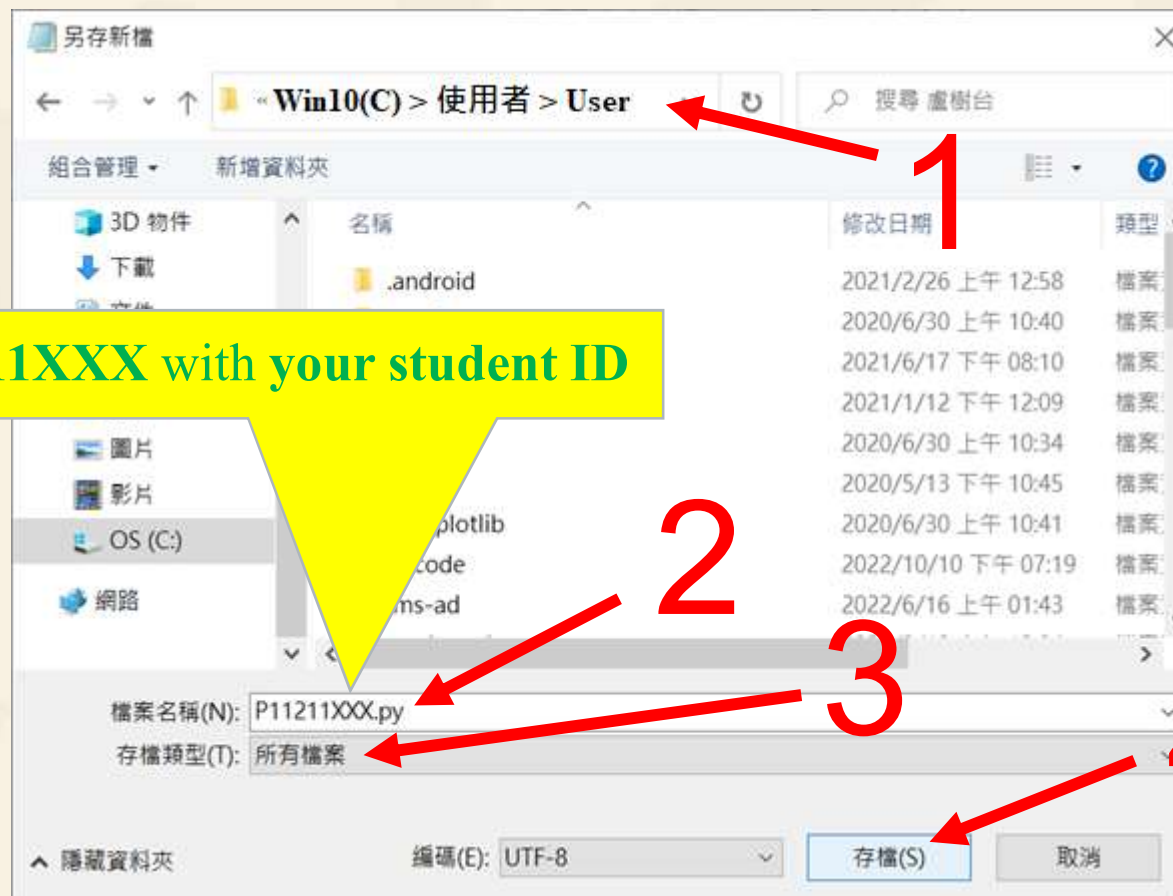 另存新檔
« Win10(C) > 使用者 > User
搜尋 盧樹台
1
組合管理
新增資料夾
3D 物件
下載
圖片
影片
OS (C:)
網路
名稱 修改日期 類型
.android 2021/2/26 上午 12:58 檔案
2020/6/30 上午 10:40 檔案
2021/6/17 下午 08:10 檔案
2021/1/12 下午 12:09 檔案
2020/6/30 上午 10:34 檔案
2020/5/13 下午 10:45 檔案
plotlib 2020/6/30 上午 10:41 檔案
code 2022/10/10 下午 07:19 檔案
ms-ad 2022/6/16 上午 01:43 檔案
11XXX with your student ID
2
3
檔案名稱(N): P11211XXX.py
存檔類型(T): 所有檔案
隱藏資料夾
編碼(E): UTF-8
存檔(S)
取消